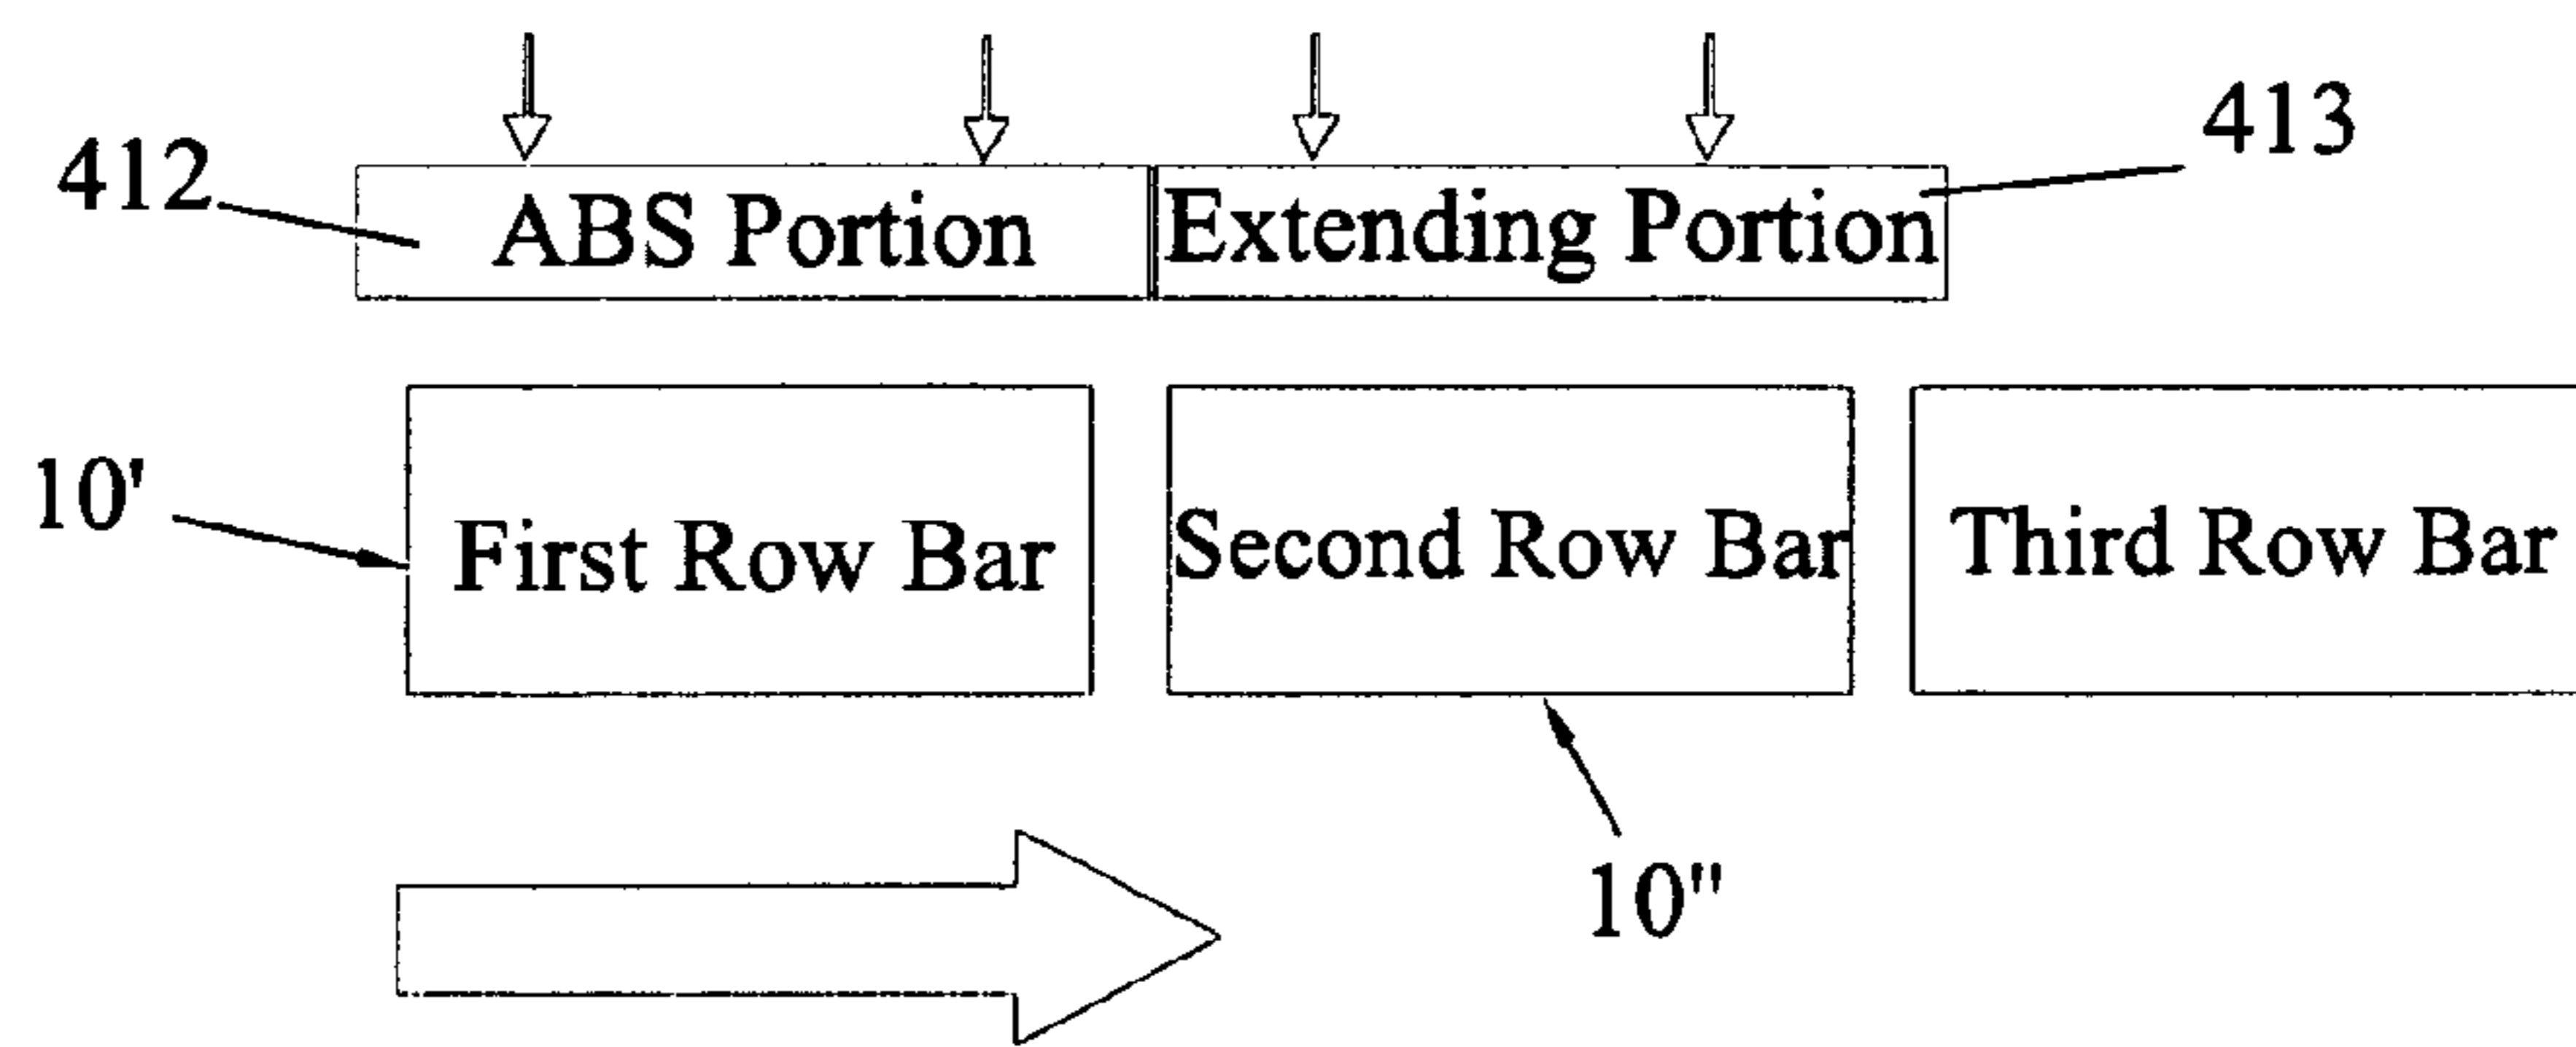 413
412
ABS Portion Extending Portion
10'
First Row Bar Second Row Bar Third Row Bar
10"